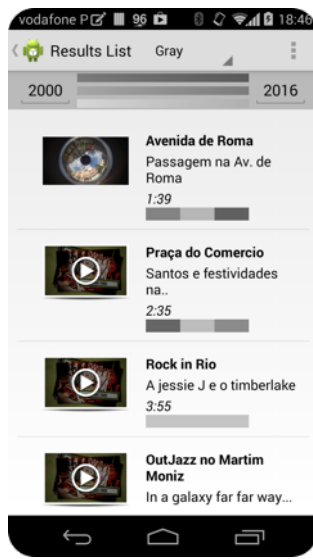 vodafone P 96 18:46
Results List Gray
2000 2016
Avenida de Roma
Passagem na Av. de
Roma
1:39
Praça do Comercio
Santos e festividades
na..
2:35
Rock in Rio
A jessie J e o timberlake
3:55
OutJazz no Martim
Moniz
In a galaxy far far way...